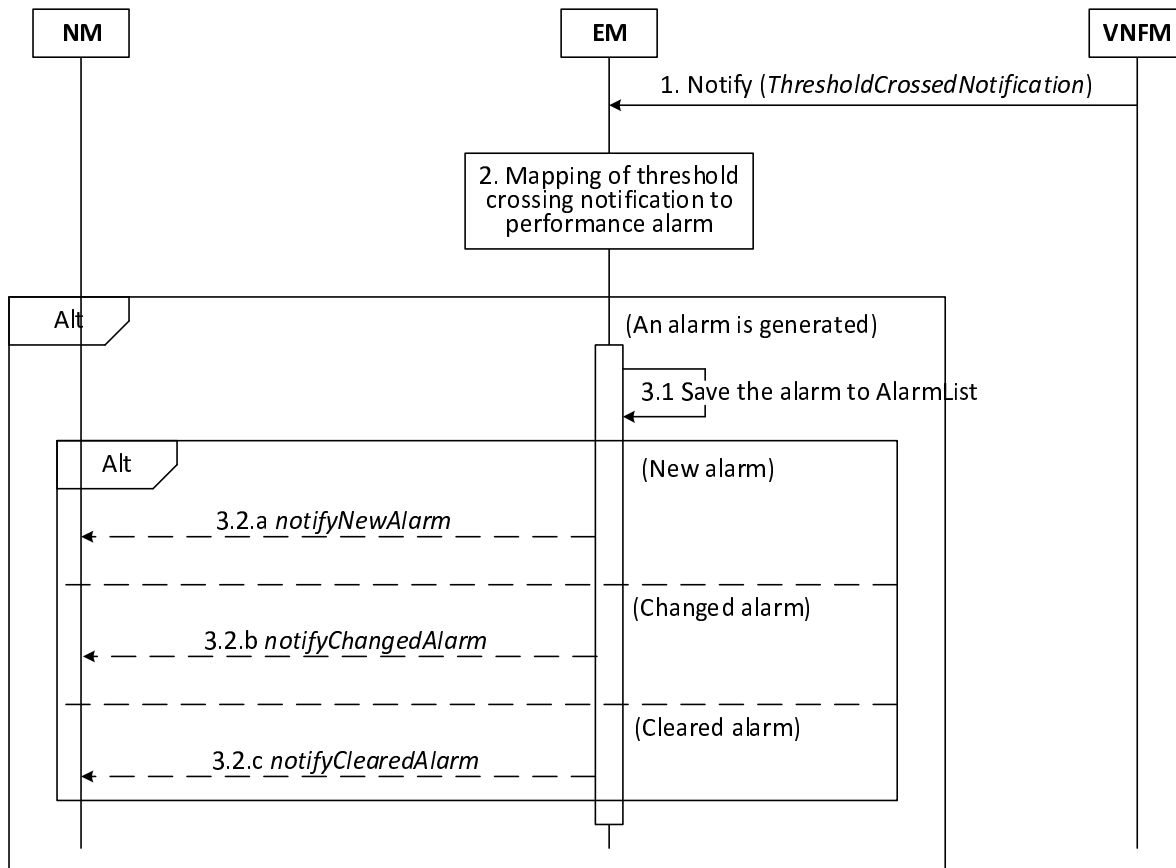 NM
EM
VNFM
1. Notify (ThresholdCrossedNotification)
2. Mapping of threshold
crossing notification to
performance alarm
Alt
(An alarm is generated)
3.1 Save the alarm to AlarmList
Alt
(New alarm)
3.2.a notifyNewAlarm
(Changed alarm)
3.2.b notifyChangedAlarm
(Cleared alarm)
3.2.c notifyClearedAlarm